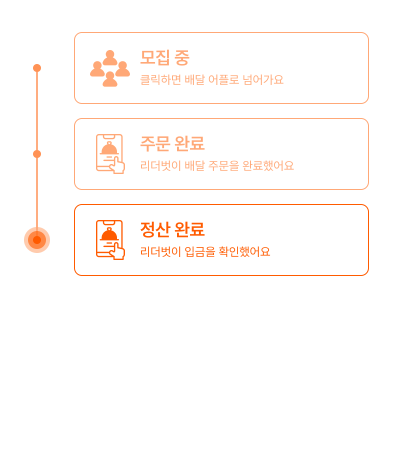 모집 중
클릭하면 배달 어플로 넘어가요
주문 완료
리더벗이 배달 주문을 완료했어요
정산 완료
리더벗이 입금을 확인했어요